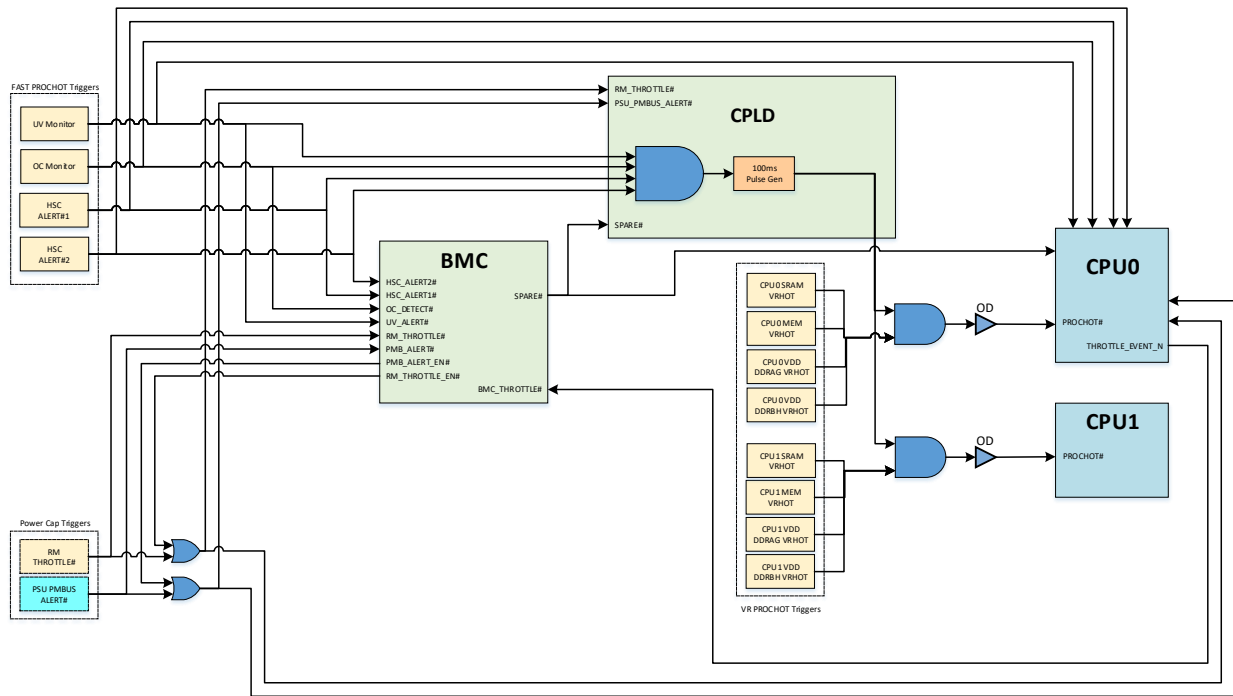 FAST PROCHOT Triggers
UV Monitor
OC Monitor
HSC
ALERT#1
HSC
ALERT#2
RM_THROTTLE#
PSU_PMBUS_ALERT#
CPLD
100ms
Pulse Gen
SPARE#
BMC
HSC_ALERT2#
HSC_ALERT1#
OC_DETECT#
UV_ALERT#
RM_THROTTLE#
PMB_ALERT#
PMB_ALERT_EN#
RM_THROTTLE_EN#
SPARE#
BMC_THROTTLE#
CPU0 SRAM
VRHOT
CPU0 MEM
VRHOT
CPU0 VDD
DDRAG VRHOT
CPU0 VDD
DDRBH VRHOT
CPU1 SRAM
VRHOT
CPU1 MEM
VRHOT
CPU1 VDD
DDRAG VRHOT
CPU1 VDD
DDRBH VRHOT
VR PROCHOT Triggers
OD
OD
CPU0
PROCHOT#
THROTTLE_EVENT_N
CPU1
PROCHOT#
Power Cap Triggers
RM
THROTTLE#
PSU PMBUS
ALERT#